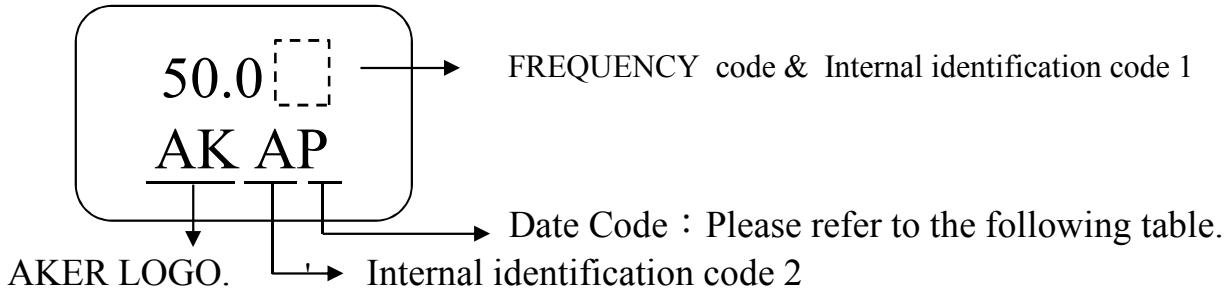 50.0 FREQUENCY code & Internal identification code 1
AK AP
Date Code：Please refer to the following table.
AKER LOGO. ' Internal identification code 2